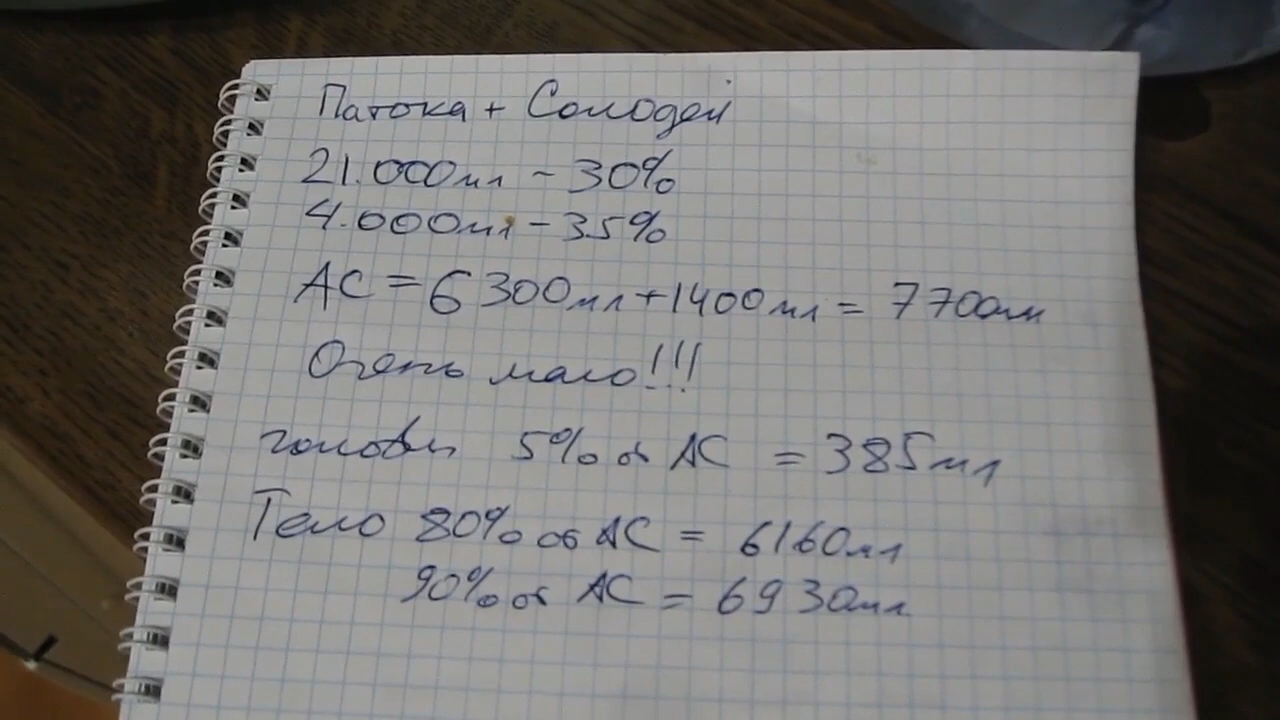 Патока + Солодей
21.000мл - 30%
4.000мл - 35%
АС = 6300мл + 1400мл = 7700мл
Очень мало!!!
головы 5% от АС = 385мл
Тело 80% от АС = 6160мл
90% от АС = 6930мл